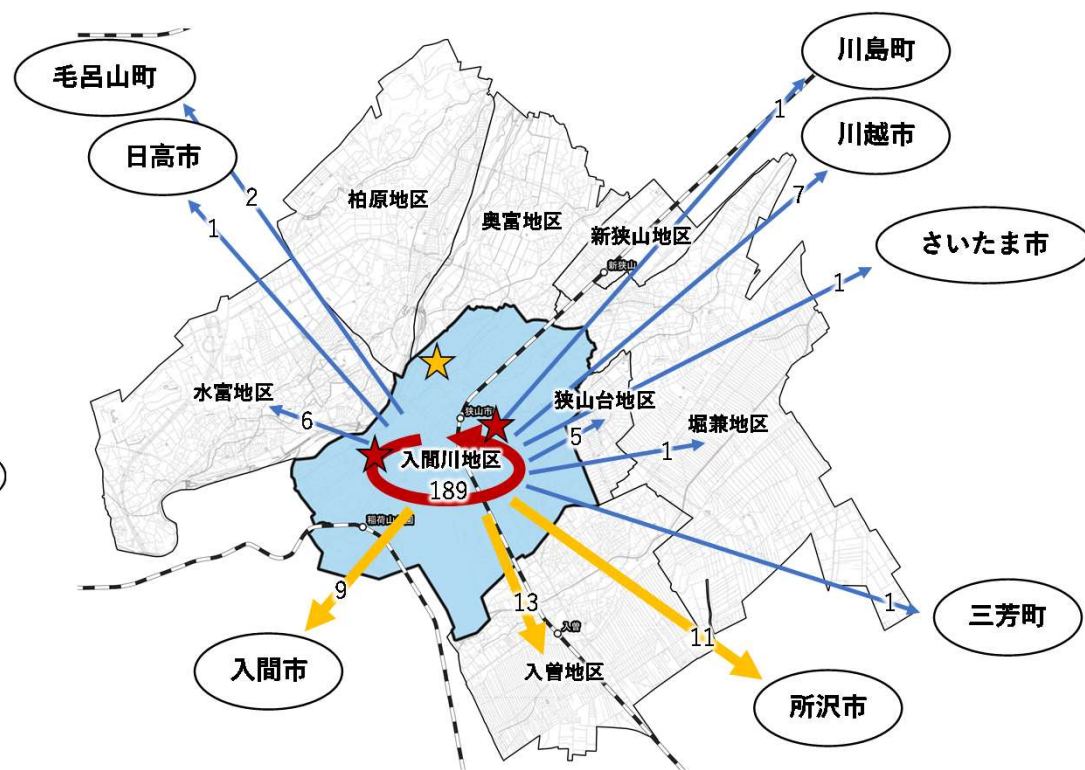 毛呂山町
川島町
日高市
川越市
1
7
2
1
柏原地区
奥富地区
新狭山地区
新狭山
さいたま市
1
水富地区
6
狭山市
狭山台地区
5
堀兼地区
1
入間川地区
189
稲荷山公園
9
13
入曽
11
1
三芳町
入間市
入曽地区
所沢市